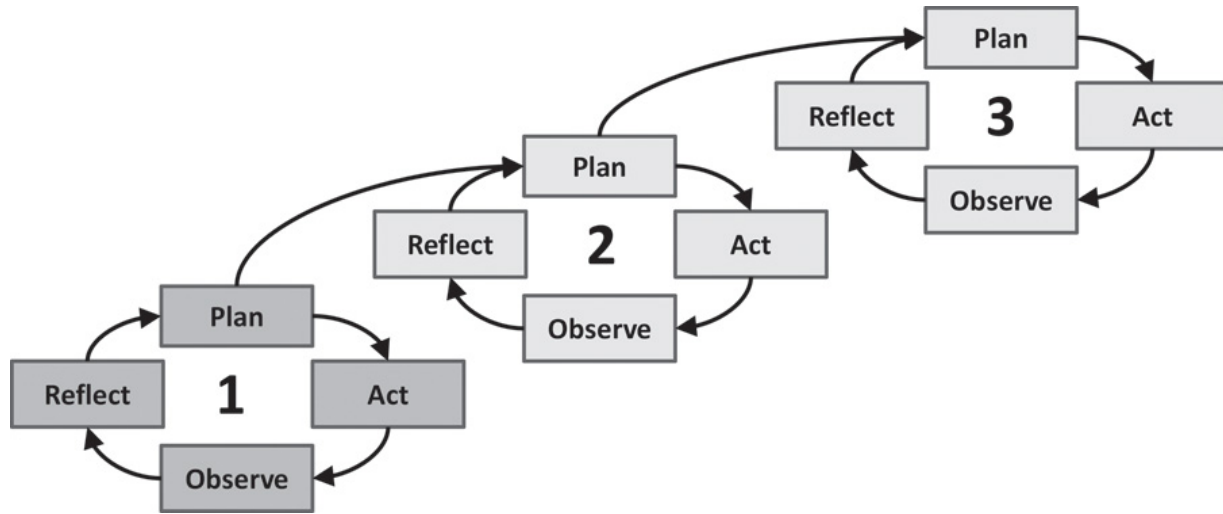 Plan
Reflect
3
Act
Observe
Plan
Reflect
2
Act
Observe
Plan
Reflect
1
Act
Observe